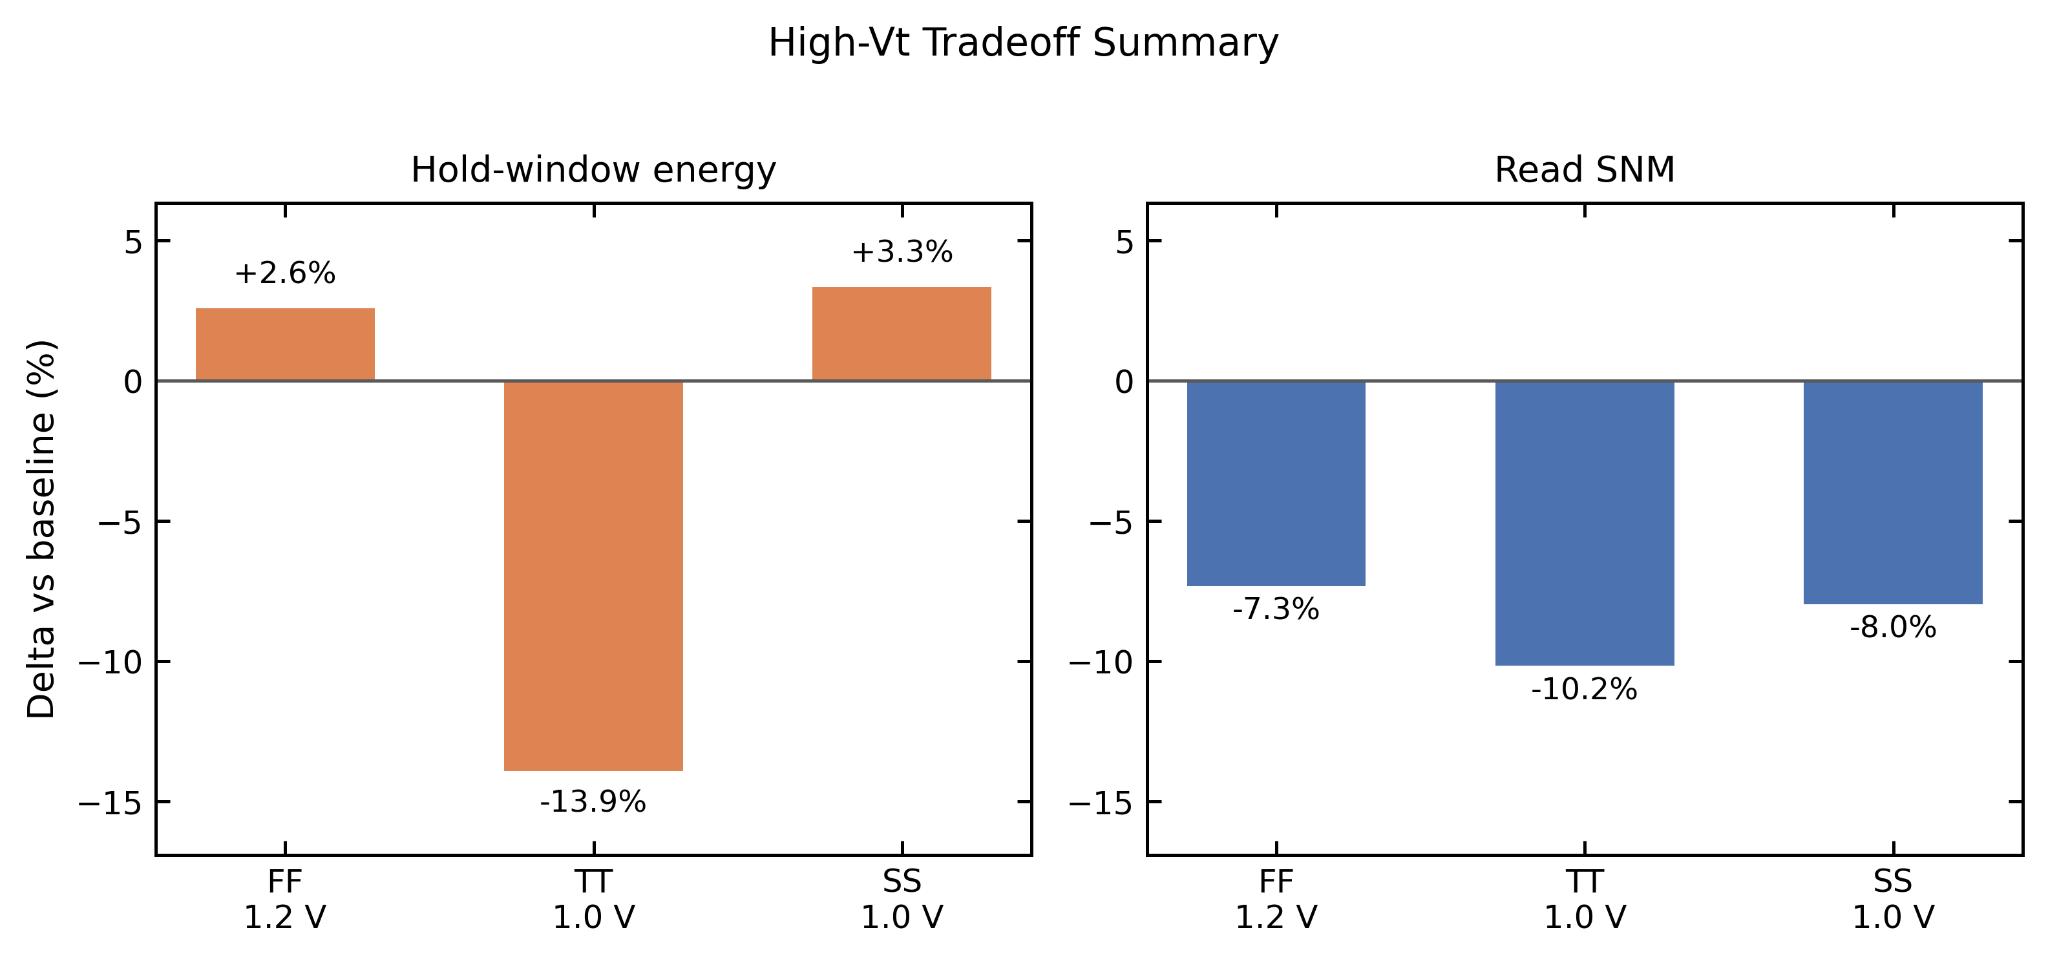 High-Vt Tradeoff Summary
Hold-window energy
Delta vs baseline (%)
5
0
−5
−10
−15
+2.6%
-13.9%
+3.3%
FF
1.2 V
TT
1.0 V
SS
1.0 V
Read SNM
5
0
−5
−10
−15
-7.3%
-10.2%
-8.0%
FF
1.2 V
TT
1.0 V
SS
1.0 V